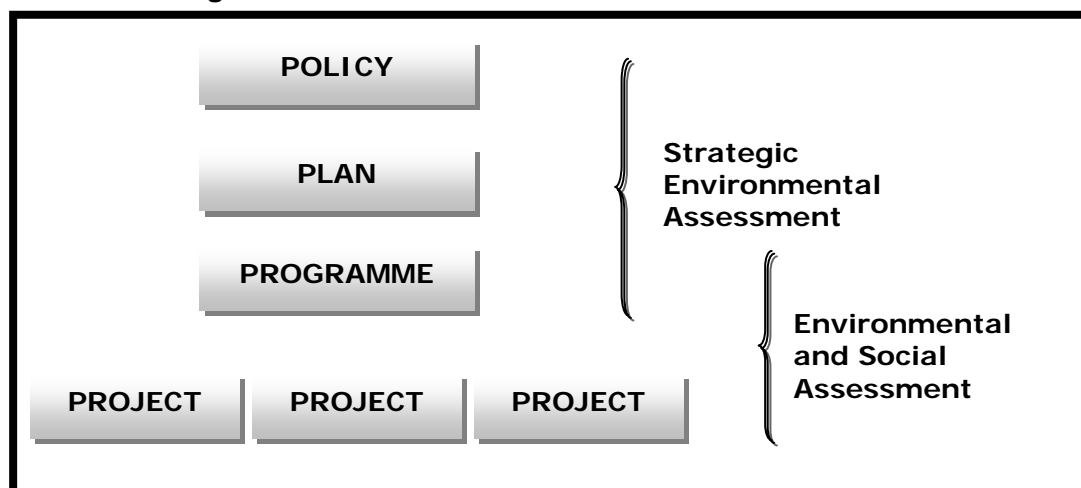 POLICY
PLAN
PROGRAMME
PROJECT
PROJECT
PROJECT
Strategic
Environmental
Assessment
Environmental
and Social
Assessment